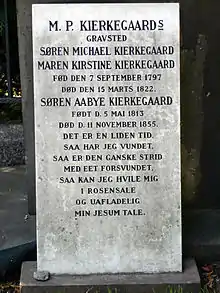 M. P. KIERKEGAARDS
GRAVSTED
SØREN MICHAEL KIERKEGAARD
MAREN KIRSTINE KIERKEGAARD
FØD DEN 7 SEPTEMBER 1797
DØD DEN 15 MARTS 1822.
SØREN AABYE KIERKEGAARD
FØDT D. 5 MAI 1813
DØD D. 11 NOVEMBER 1855.
DET ER EN LIDEN TID,
SAA HAR JEG VUNDET,
SAA ER DEN GANSKE STRID
MED EET FORSVUNDET,
SAA KAN JEG HVILE MIG
I ROSENSALE
OG UAFLADELIG
MIN JESUM TALE.